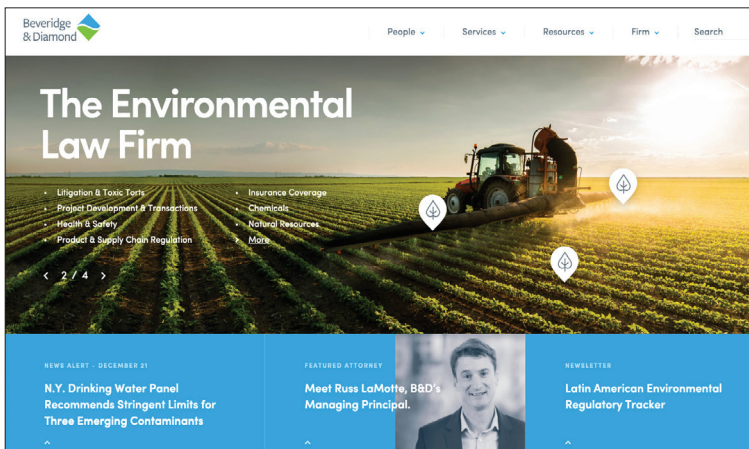 Beveridge
& Diamond
People
Services
Resources
Firm
Search
The Environmental
Law Firm
• Litigation & Toxic Torts
• Project Development & Transactions
• Health & Safety
• Product & Supply Chain Regulation
• Insurance Coverage
• Chemicals
• Natural Resources
• More
< 2 / 4 >
NEWS ALERT - DECEMBER 21
N.Y. Drinking Water Panel
Recommends Stringent Limits for
Three Emerging Contaminants
FEATURED ATTORNEY
Meet Russ LaMotte, B&D's
Managing Principal.
NEWSLETTER
Latin American Environmental
Regulatory Tracker